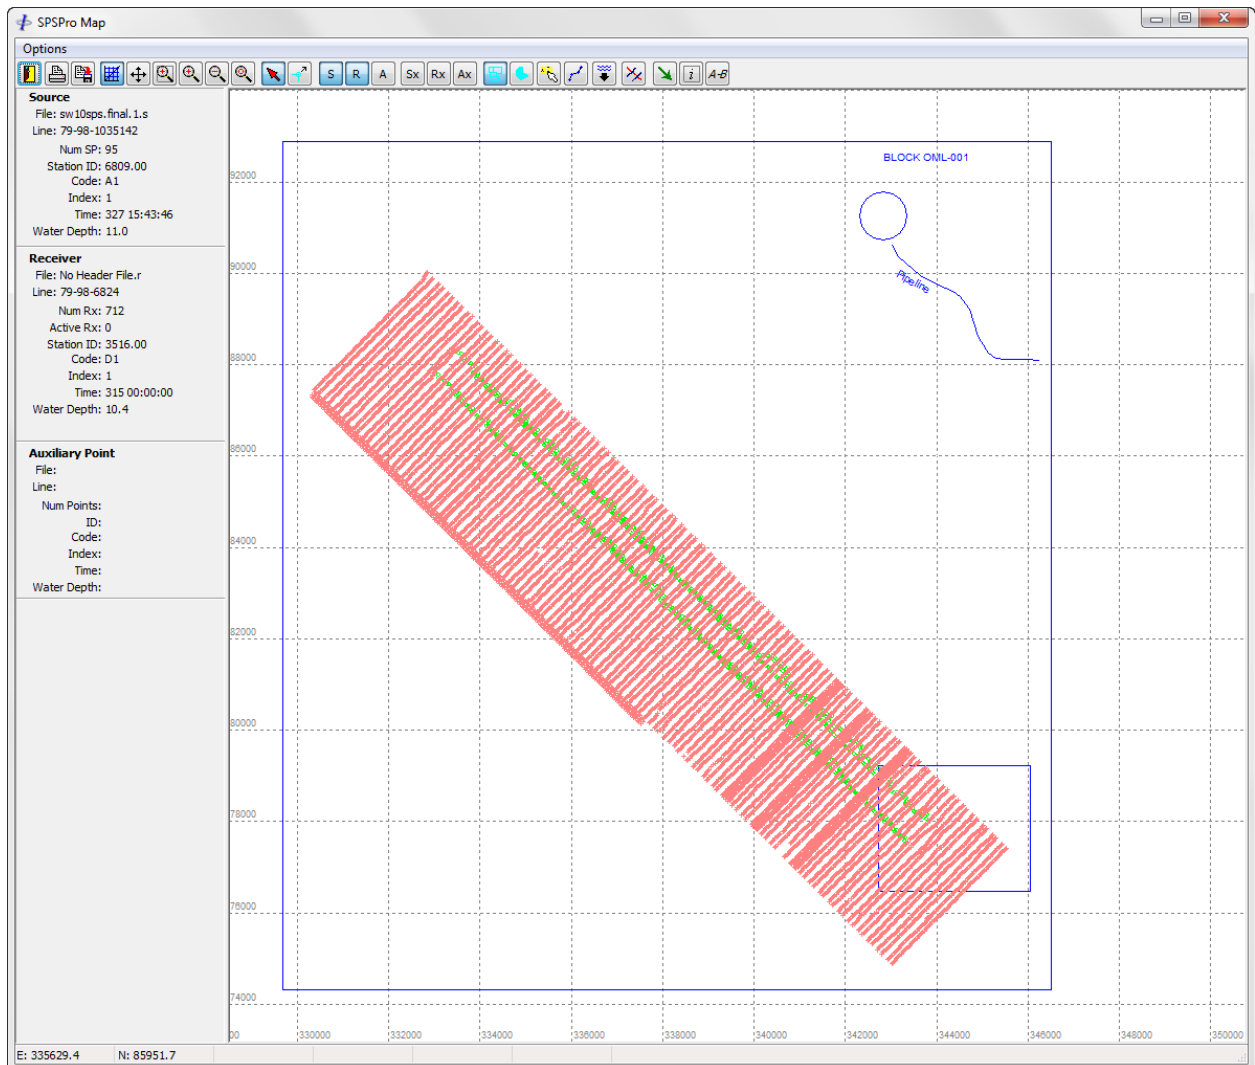 SPSPro Map
Options
S R A Sx Rx Ax i A-B
Source
File: sw10sps.final.1.s
Line: 79-98-1035142
Num SP: 95
Station ID: 6809.00
Code: A1
Index: 1
Time: 327 15:43:46
Water Depth: 11.0
Receiver
File: No Header File.r
Line: 79-98-6824
Num Rx: 712
Active Rx: 0
Station ID: 3516.00
Code: D1
Index: 1
Time: 315 00:00:00
Water Depth: 10.4
Auxiliary Point
File:
Line:
Num Points:
ID:
Code:
Index:
Time:
Water Depth:
BLOCK OML-001
Pipeline
92000
90000
88000
86000
84000
82000
80000
78000
76000
74000
00 330000 332000 334000 336000 338000 340000 342000 344000 346000 348000 350000
E: 335629.4 N: 85951.7